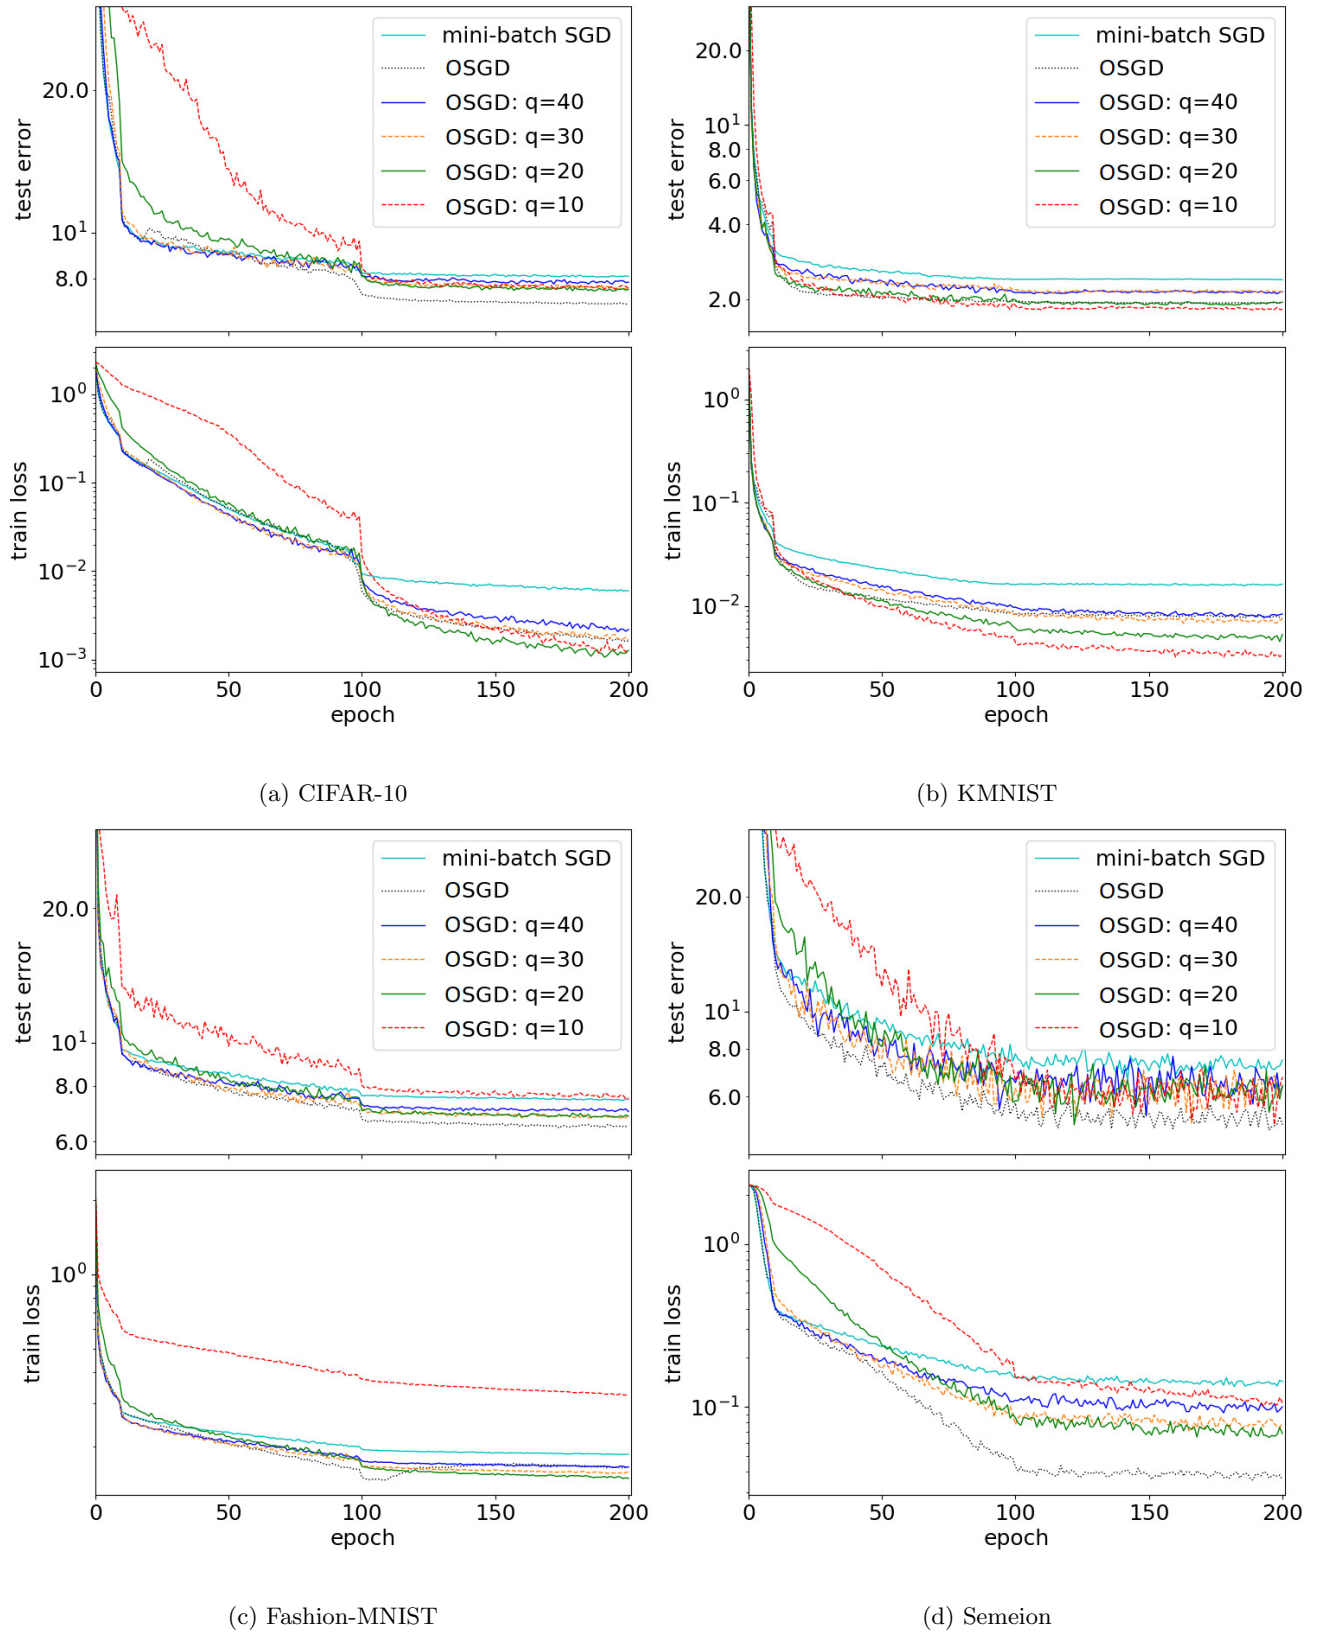 test error
20.0
10¹
8.0
mini-batch SGD
OSGD
OSGD: q=40
OSGD: q=30
OSGD: q=20
OSGD: q=10
train loss
10⁰
10⁻¹
10⁻²
10⁻³
0 50 100 150 200
epoch
(a) CIFAR-10
test error
20.0
10¹
8.0
6.0
4.0
2.0
mini-batch SGD
OSGD
OSGD: q=40
OSGD: q=30
OSGD: q=20
OSGD: q=10
train loss
10⁰
10⁻¹
10⁻²
0 50 100 150 200
epoch
(b) KMNIST
test error
20.0
10¹
8.0
6.0
mini-batch SGD
OSGD
OSGD: q=40
OSGD: q=30
OSGD: q=20
OSGD: q=10
train loss
10⁰
0 50 100 150 200
epoch
(c) Fashion-MNIST
test error
20.0
10¹
8.0
6.0
mini-batch SGD
OSGD
OSGD: q=40
OSGD: q=30
OSGD: q=20
OSGD: q=10
train loss
10⁰
10⁻¹
0 50 100 150 200
epoch
(d) Semeion